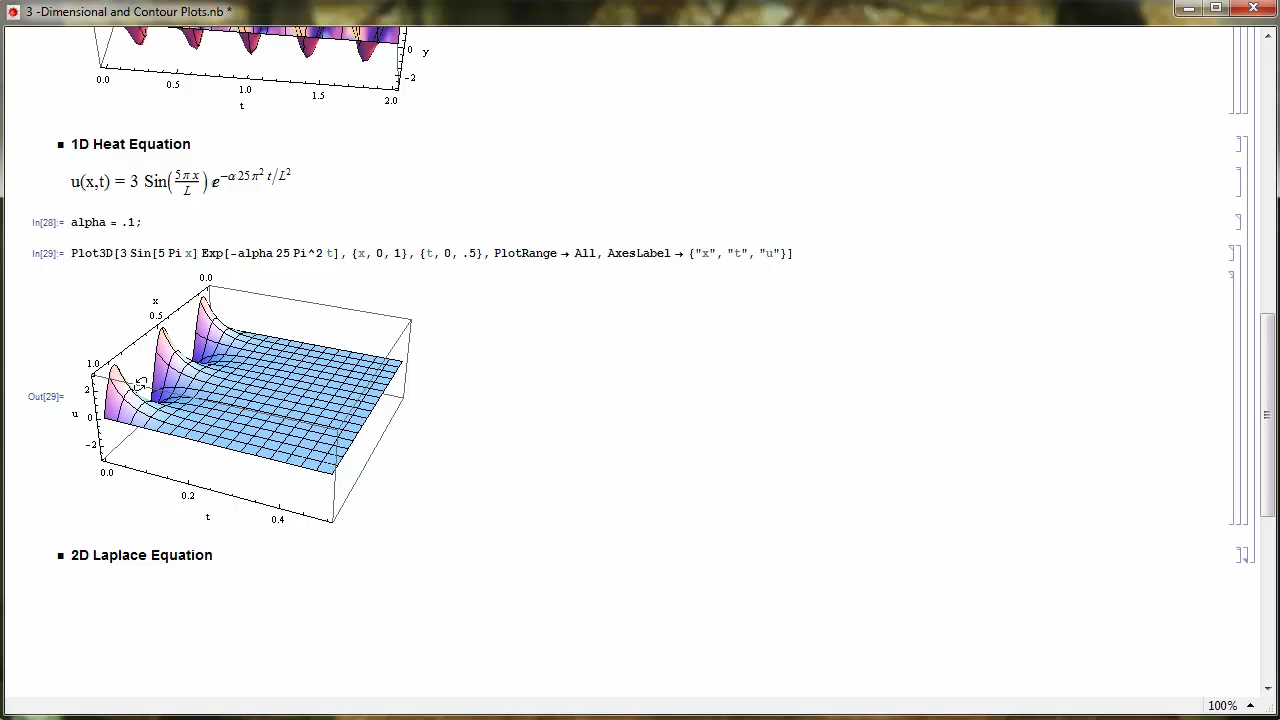 3 -Dimensional and Contour Plots.nb *
0 y
-2
0.0 0.5 1.0 1.5 2.0
t
1D Heat Equation
u(x,t) = 3 Sin(5πx/L) e^(-α 25 π^2 t/L^2)
In[28]:= alpha = .1;
In[29]:= Plot3D[3 Sin[5 Pi x] Exp[-alpha 25 Pi^2 t], {x, 0, 1}, {t, 0, .5}, PlotRange → All, AxesLabel → {"x", "t", "u"}]
0.0
x
0.5
1.0
2
Out[29]=
u 0
-2
0.0
0.2
t 0.4
2D Laplace Equation
100%